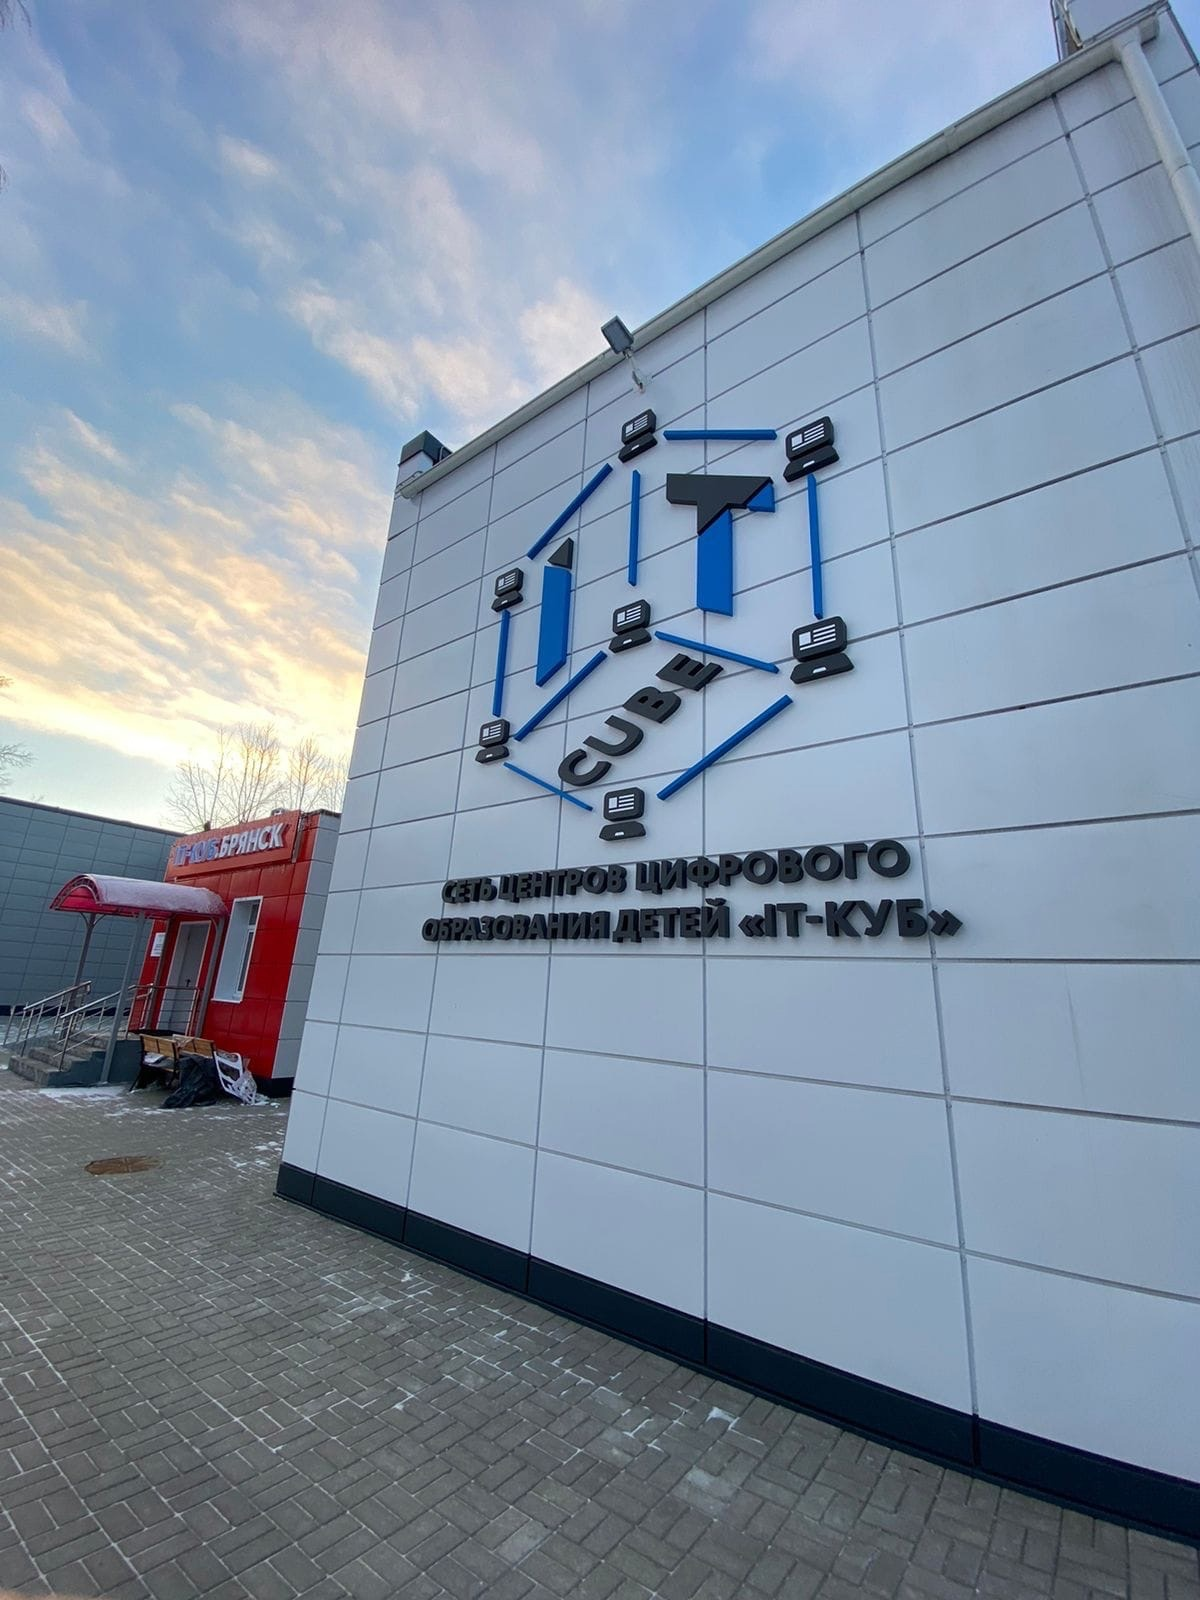 IT
CUBE
СЕТЬ ЦЕНТРОВ ЦИФРОВОГО
ОБРАЗОВАНИЯ ДЕТЕЙ «IT-КУБ»
IT-КУБ.БРЯНСК